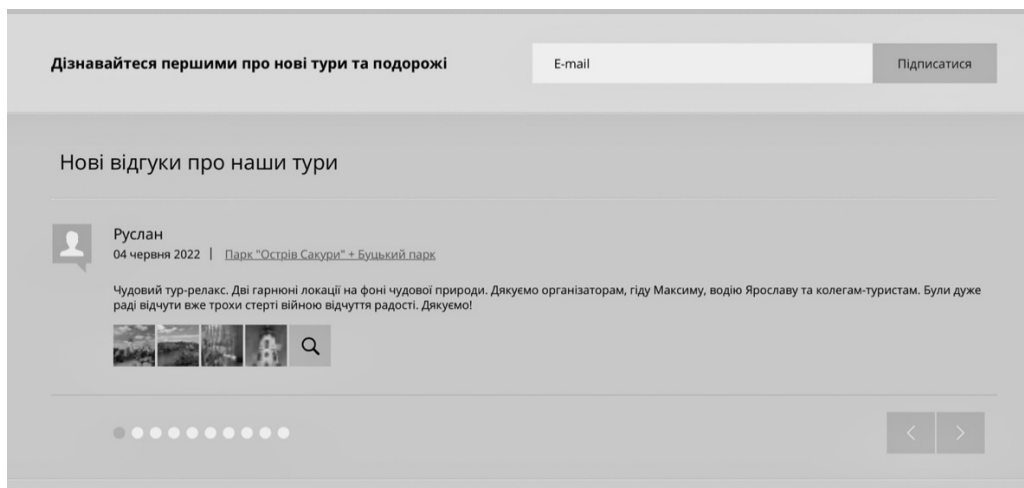 Дізнавайтеся першими про нові тури та подорожі
E-mail
Підписатися
Нові відгуки про наши тури
Руслан
04 червня 2022 | Парк "Острів Сакури" + Буцький парк
Чудовий тур-релакс. Дві гарнюні локації на фоні чудової природи. Дякуємо організаторам, гіду Максиму, водію Ярославу та колегам-туристам. Були дуже
раді відчути вже трохи стерті війною відчуття радості. Дякуємо!